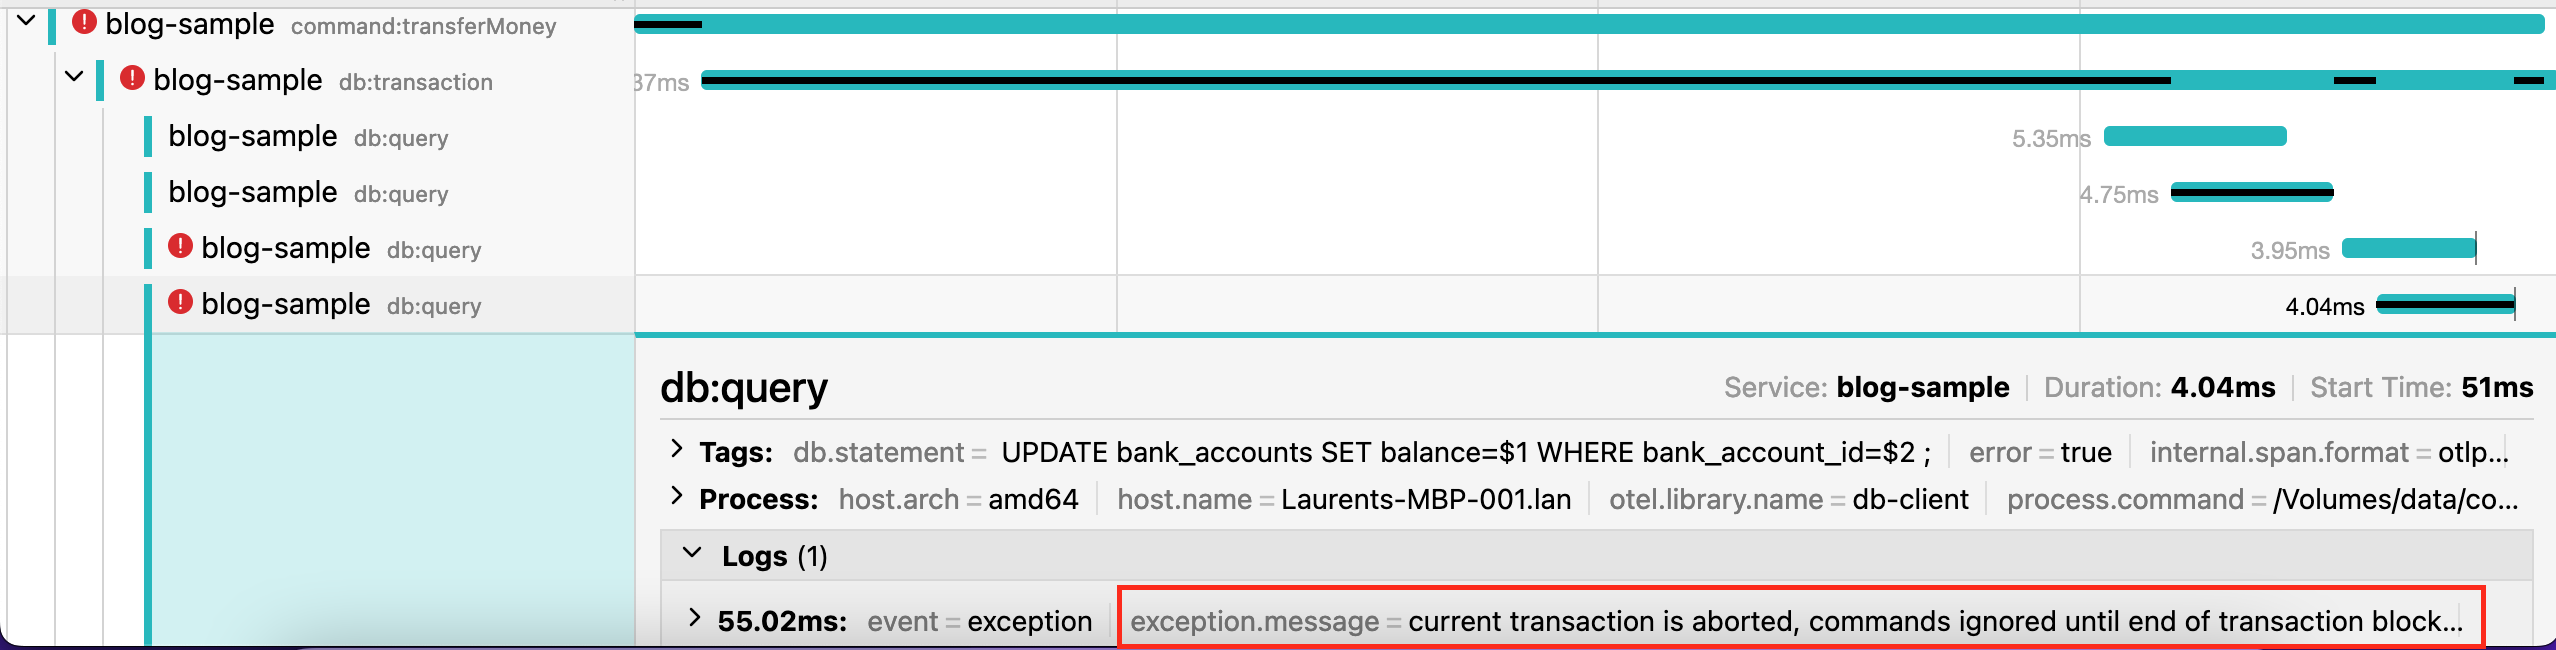 blog-sample command:transferMoney
blog-sample db:transaction
37ms
blog-sample db:query
5.35ms
blog-sample db:query
4.75ms
blog-sample db:query
3.95ms
blog-sample db:query
4.04ms
db:query Service: blog-sample Duration: 4.04ms Start Time: 51ms
Tags: db.statement = UPDATE bank_accounts SET balance=$1 WHERE bank_account_id=$2 ; error = true internal.span.format = otlp...
Process: host.arch = amd64 host.name = Laurents-MBP-001.lan otel.library.name = db-client process.command = /Volumes/data/co...
Logs (1)
55.02ms: event = exception exception.message = current transaction is aborted, commands ignored until end of transaction block...